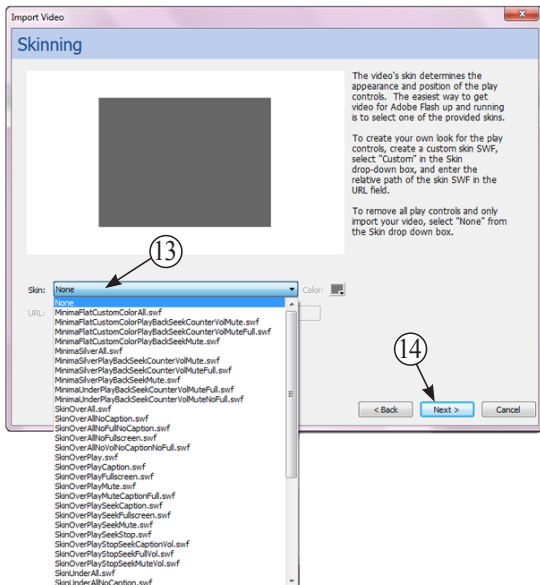 Import Video
Skinning
The video's skin determines the
appearance and position of the play
controls. The easiest way to get
video for Adobe Flash up and running
is to select one of the provided skins.
To create your own look for the play
controls, create a custom skin SWF,
select "Custom" in the Skin
drop-down box, and enter the
relative path of the skin SWF in the
URL field.
To remove all play controls and only
import your video, select "None" from
the Skin drop down box.
13
Skin: None Color:
URL:
None
MinimaFlatCustomColorAll.swf
MinimaFlatCustomColorPlayBackSeekCounterVolMute.swf
MinimaFlatCustomColorPlayBackSeekCounterVolMuteFull.swf
MinimaFlatCustomColorPlayBackSeekMute.swf
MinimaSilverAll.swf
MinimaSilverPlayBackSeekCounterVolMute.swf
MinimaSilverPlayBackSeekCounterVolMuteFull.swf
MinimaSilverPlayBackSeekMute.swf
MinimaUnderPlayBackSeekCounterVolMuteFull.swf
MinimaUnderPlayBackSeekCounterVolMuteNoFull.swf
SkinOverAll.swf
SkinOverAllNoCaption.swf
SkinOverAllNoFullNoCaption.swf
SkinOverAllNoFullscreen.swf
SkinOverAllNoVolNoCaptionNoFull.swf
SkinOverPlay.swf
SkinOverPlayCaption.swf
SkinOverPlayFullscreen.swf
SkinOverPlayMute.swf
SkinOverPlayMuteCaptionFull.swf
SkinOverPlaySeekCaption.swf
SkinOverPlaySeekFullscreen.swf
SkinOverPlaySeekMute.swf
SkinOverPlaySeekStop.swf
SkinOverPlayStopSeekCaptionVol.swf
SkinOverPlayStopSeekFullVol.swf
SkinOverPlayStopSeekMuteVol.swf
SkinUnderAll.swf
SkinUnderAllNoCaption.swf
14
< Back Next > Cancel